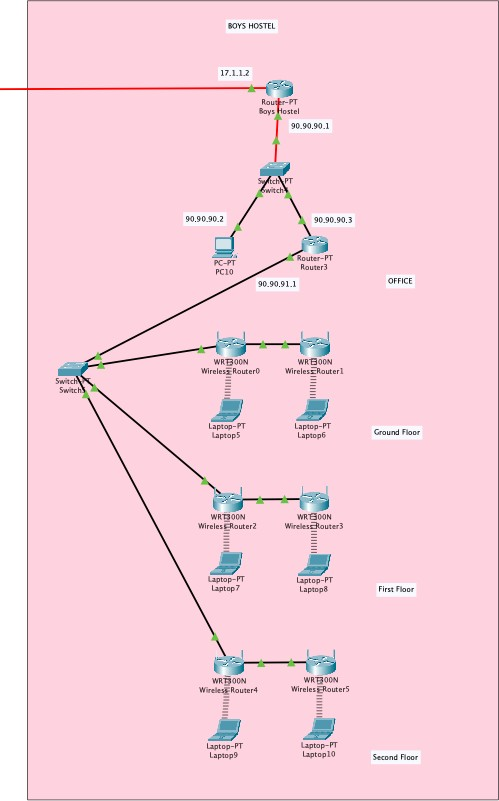 BOYS HOSTEL
17.1.1.2
Router-PT
Boys Hostel
90.90.90.1
Switch-PT
90.90.90.2
90.90.90.3
PC-PT
PC10
Router-PT
Router3
OFFICE
90.90.91.1
WRT300N
Wireless Router0
WRT300N
Wireless Router1
Switch-PT
Laptop-PT
Laptop5
Laptop-PT
Laptop6
Ground Floor
WRT300N
Wireless Router2
WRT300N
Wireless Router3
Laptop-PT
Laptop7
Laptop-PT
Laptop8
First Floor
WRT300N
Wireless Router4
WRT300N
Wireless Router5
Laptop-PT
Laptop9
Laptop-PT
Laptop10
Second Floor